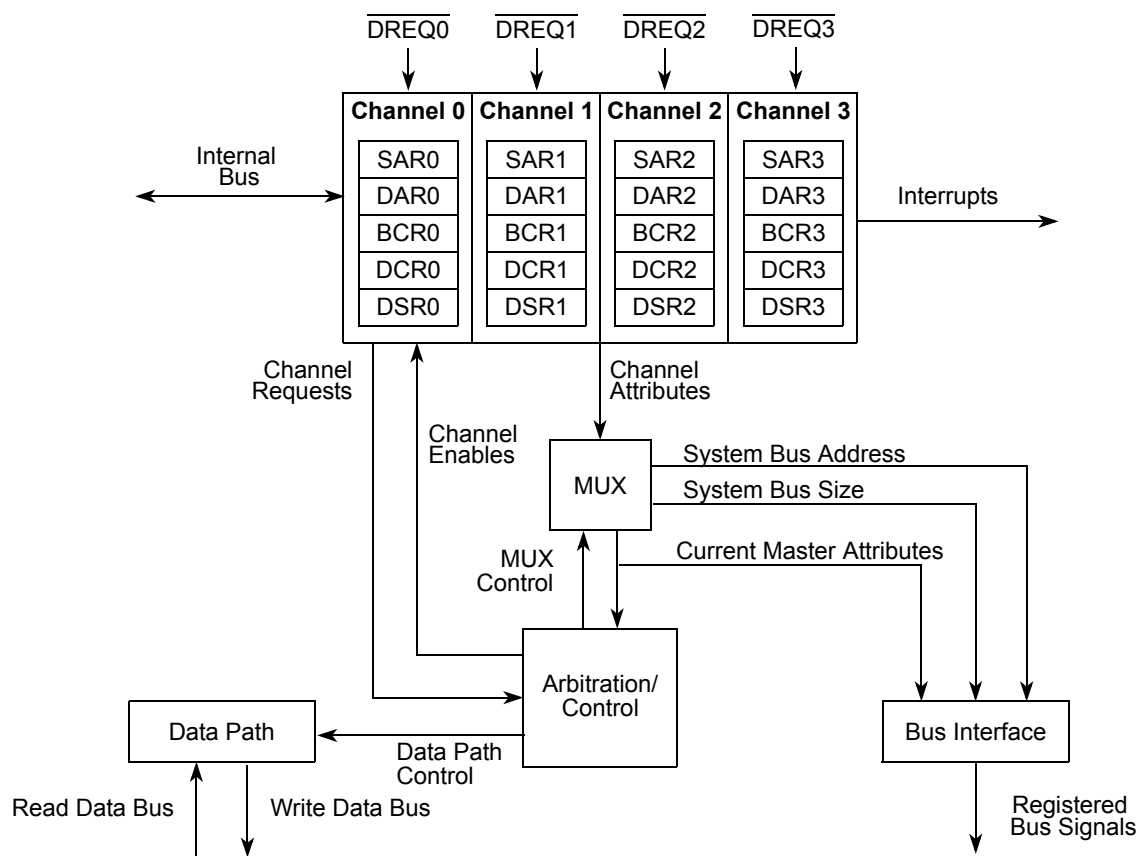 DREQ0 DREQ1 DREQ2 DREQ3
Channel 0 Channel 1 Channel 2 Channel 3
SAR0 SAR1 SAR2 SAR3
DAR0 DAR1 DAR2 DAR3
BCR0 BCR1 BCR2 BCR3
DCR0 DCR1 DCR2 DCR3
DSR0 DSR1 DSR2 DSR3
Internal
Bus
Interrupts
Channel
Requests
Channel
Enables
Channel
Attributes
MUX
System Bus Address
System Bus Size
Current Master Attributes
MUX
Control
Arbitration/
Control
Data Path
Data Path
Control
Bus Interface
Read Data Bus
Write Data Bus
Registered
Bus Signals